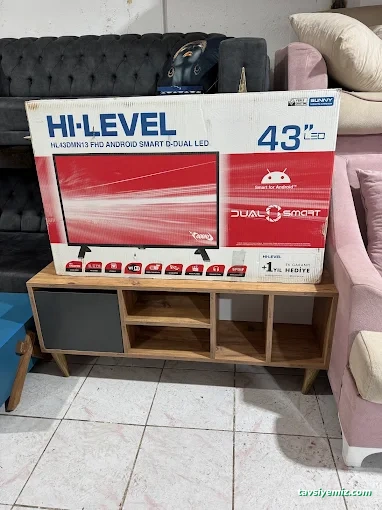 SUNNY
HI-LEVEL
HL43DMN13 FHD ANDROID SMART D-DUAL LED
43" LED
Smart for Android™
DUAL SMART
HI-LEVEL
+1 YIL HEDİYE
tavsiyemiz.com